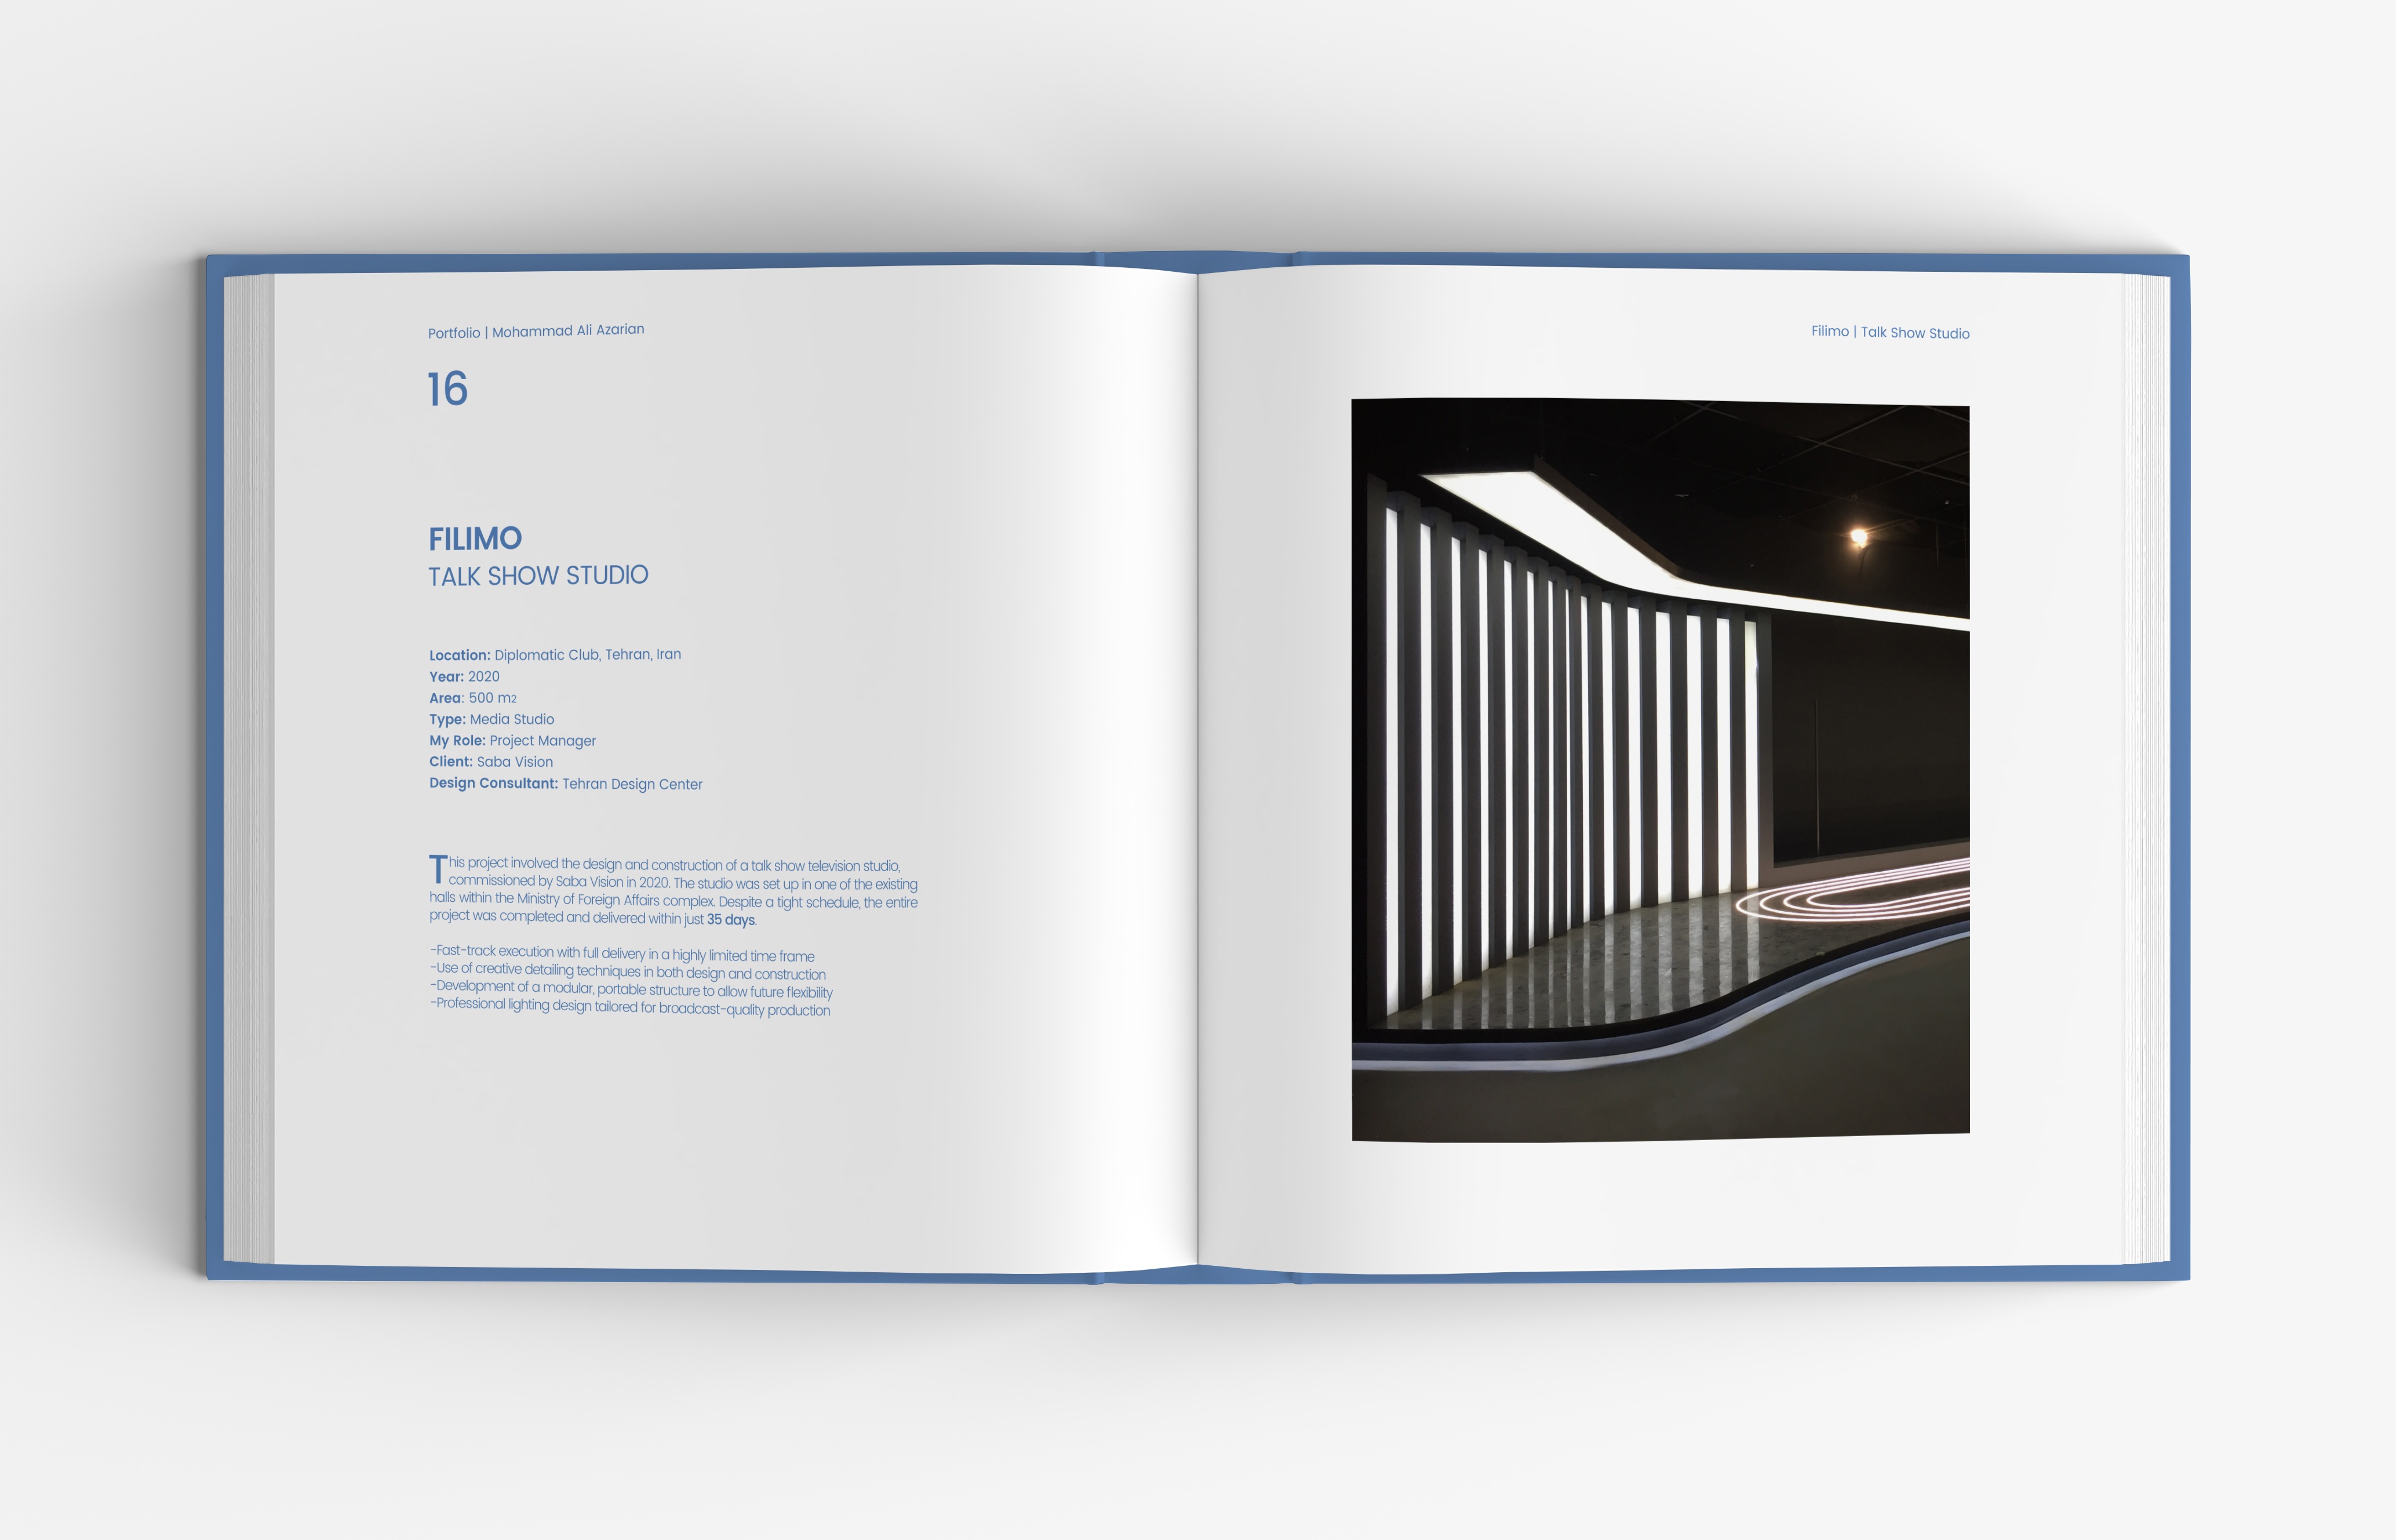 Portfolio | Mohammad Ali Azarian
16
FILIMO
TALK SHOW STUDIO
Location: Diplomatic Club, Tehran, Iran
Year: 2020
Area: 500 m2
Type: Media Studio
My Role: Project Manager
Client: Saba Vision
Design Consultant: Tehran Design Center
This project involved the design and construction of a talk show television studio,
commissioned by Saba Vision in 2020. The studio was set up in one of the existing
halls within the Ministry of Foreign Affairs complex. Despite a tight schedule, the entire
project was completed and delivered within just 35 days.
-Fast-track execution with full delivery in a highly limited time frame
-Use of creative detailing techniques in both design and construction
-Development of a modular, portable structure to allow future flexibility
-Professional lighting design tailored for broadcast-quality production
Filimo | Talk Show Studio